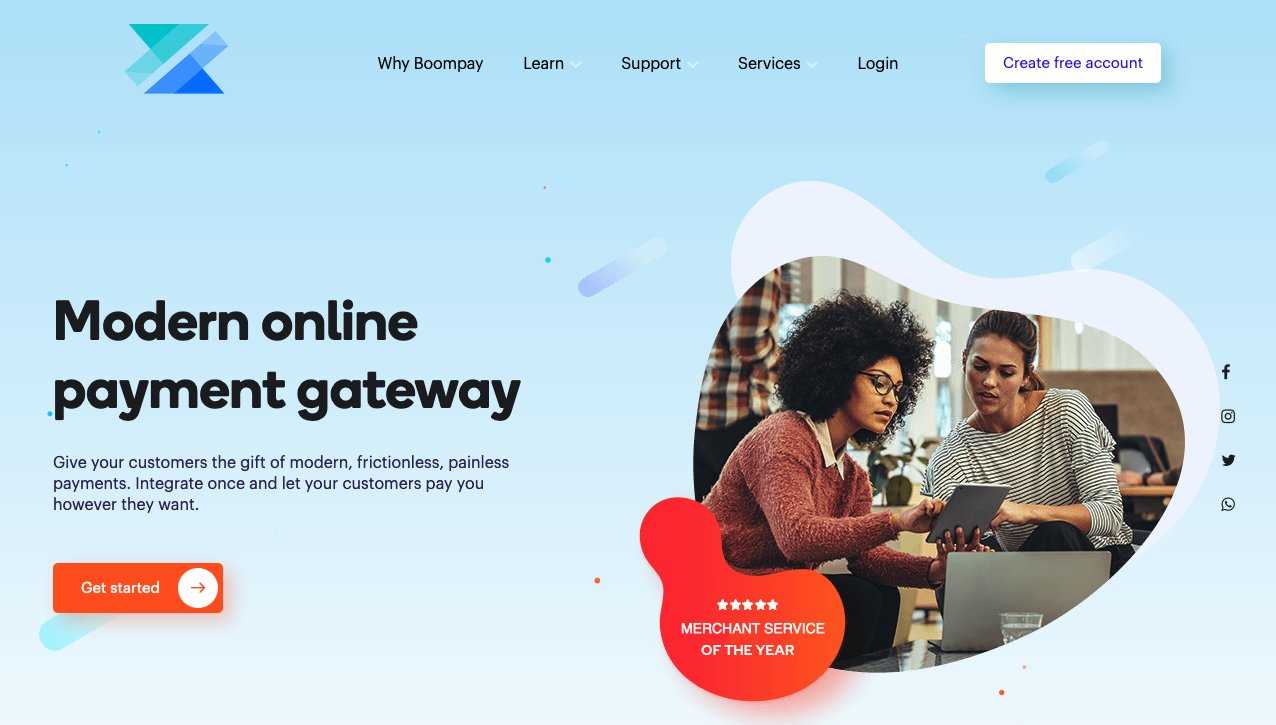 Why Boompay
Learn
Support
Services
Login
Create free account
Modern online
payment gateway
Give your customers the gift of modern, frictionless, painless
payments. Integrate once and let your customers pay you
however they want.
Get started
MERCHANT SERVICE
OF THE YEAR